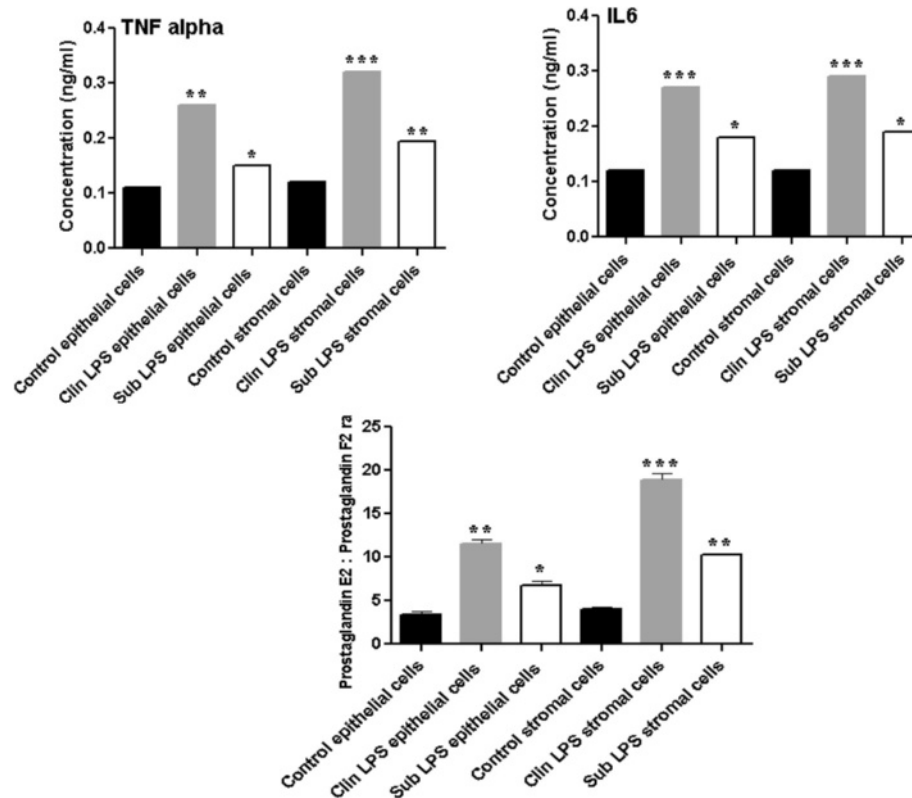 TNF alpha
Concentration (ng/ml)
0.4
0.3
0.2
0.1
0.0
**
*
***
**
Control epithelial cells
Clin LPS epithelial cells
Sub LPS epithelial cells
Control stromal cells
Clin LPS stromal cells
Sub LPS stromal cells
IL6
Concentration (ng/ml)
0.4
0.3
0.2
0.1
0.0
***
*
***
*
Control epithelial cells
Clin LPS epithelial cells
Sub LPS epithelial cells
Control stromal cells
Clin LPS stromal cells
Sub LPS stromal cells
Prostaglandin E2 : Prostaglandin F2 ra
25
20
15
10
5
0
**
*
***
**
Control epithelial cells
Clin LPS epithelial cells
Sub LPS epithelial cells
Control stromal cells
Clin LPS stromal cells
Sub LPS stromal cells